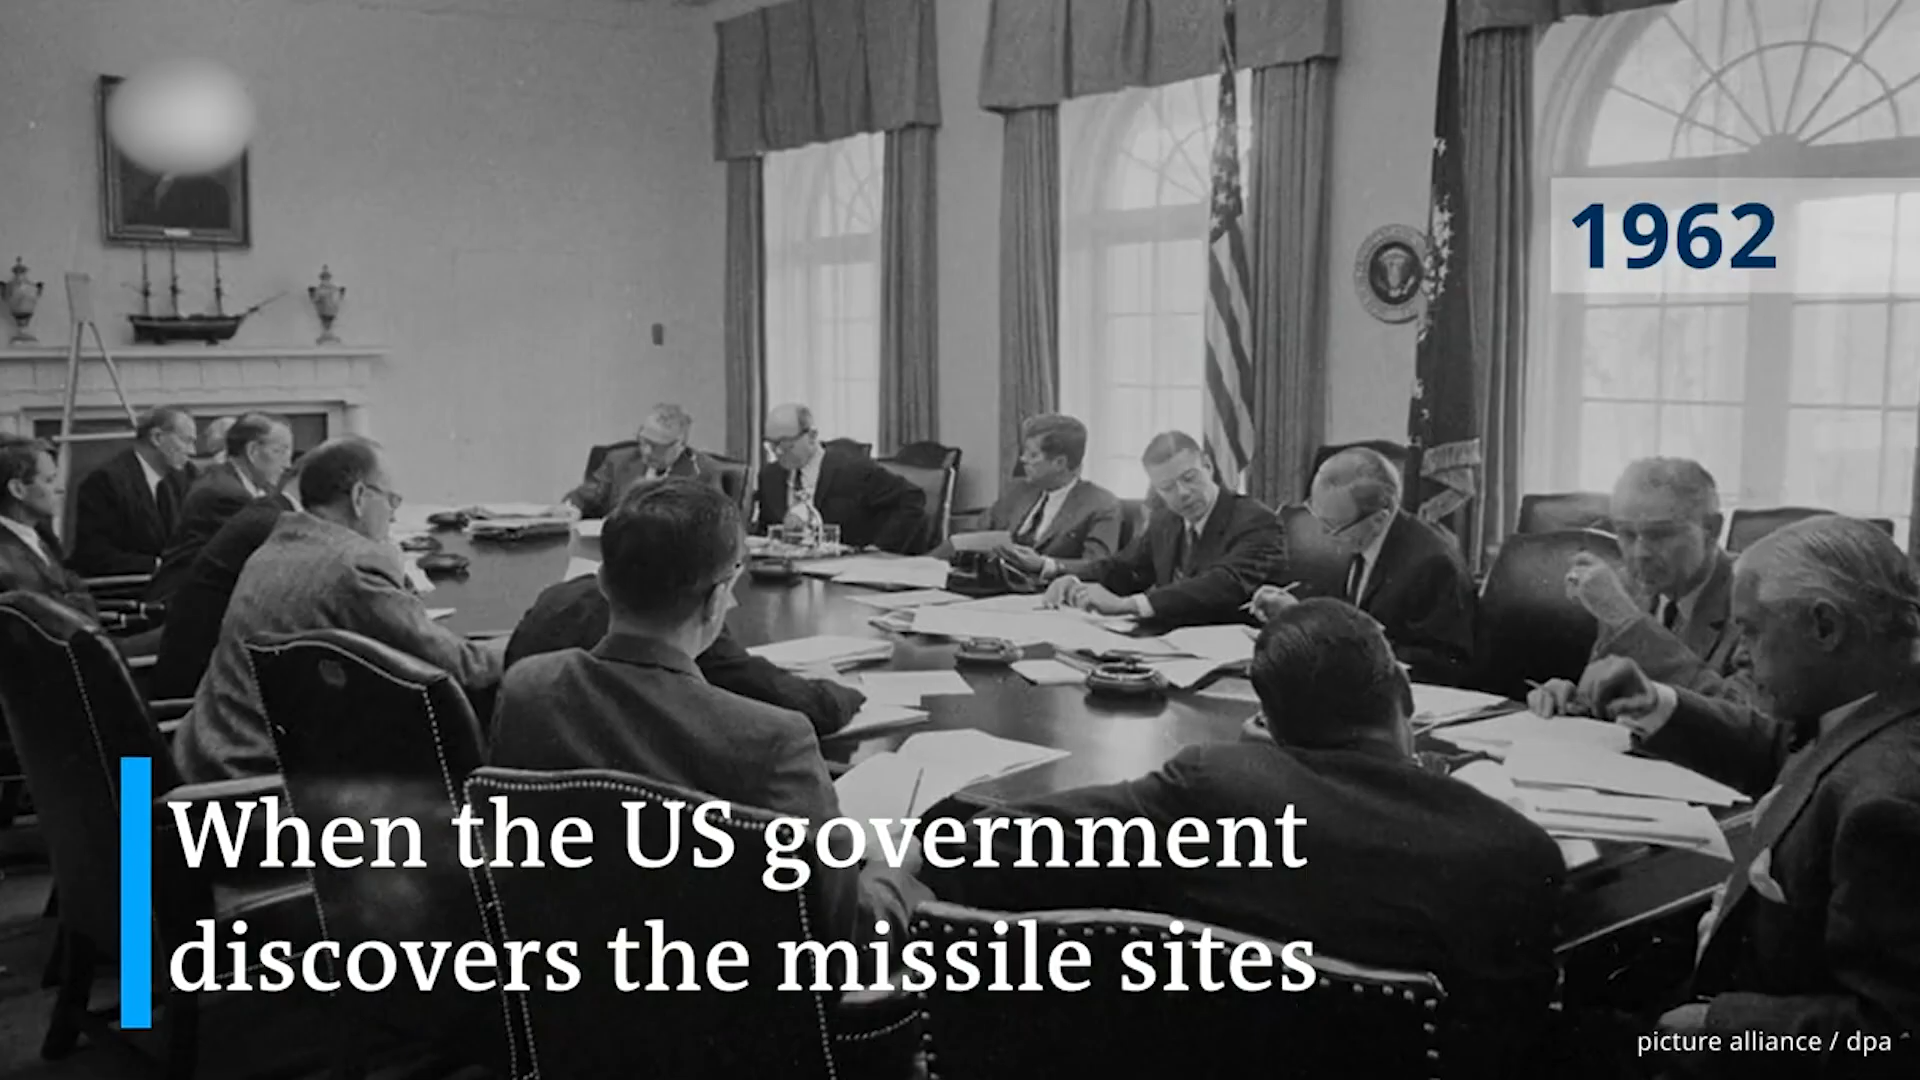 1962
When the US government
discovers the missile sites
picture alliance / dpa